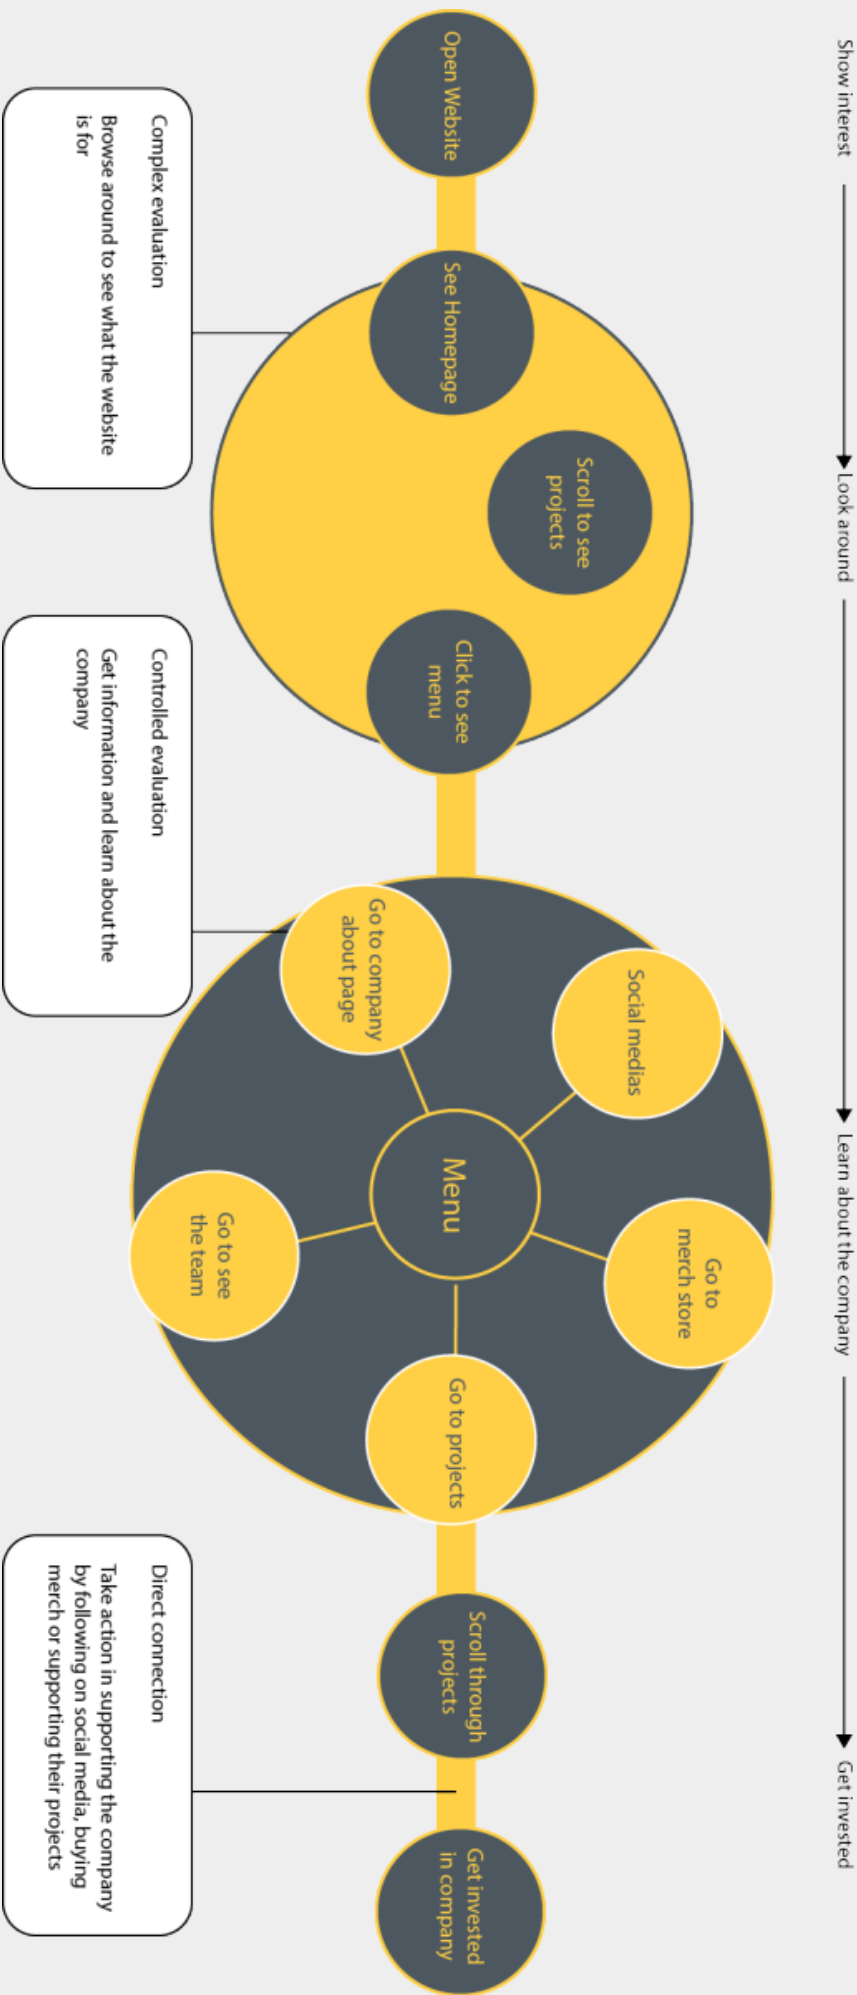 Show interest
Look around
Learn about the company
Get invested
Open Website
See Homepage
Scroll to see
projects
Click to see
menu
Social medias
Go to
merch store
Go to company
about page
Menu
Go to see
the team
Go to projects
Scroll through
projects
Get invested
in company
Complex evaluation
Browse around to see what the website
is for
Controlled evaluation
Get information and learn about the
company
Direct connection
Take action in supporting the company
by following on social media, buying
merch or supporting their projects